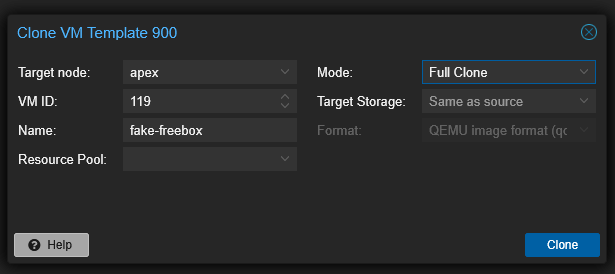 Clone VM Template 900
Target node: apex Mode: Full Clone
VM ID: 119 Target Storage: Same as source
Name: fake-freebox Format: QEMU image format (qc
Resource Pool:
Help Clone